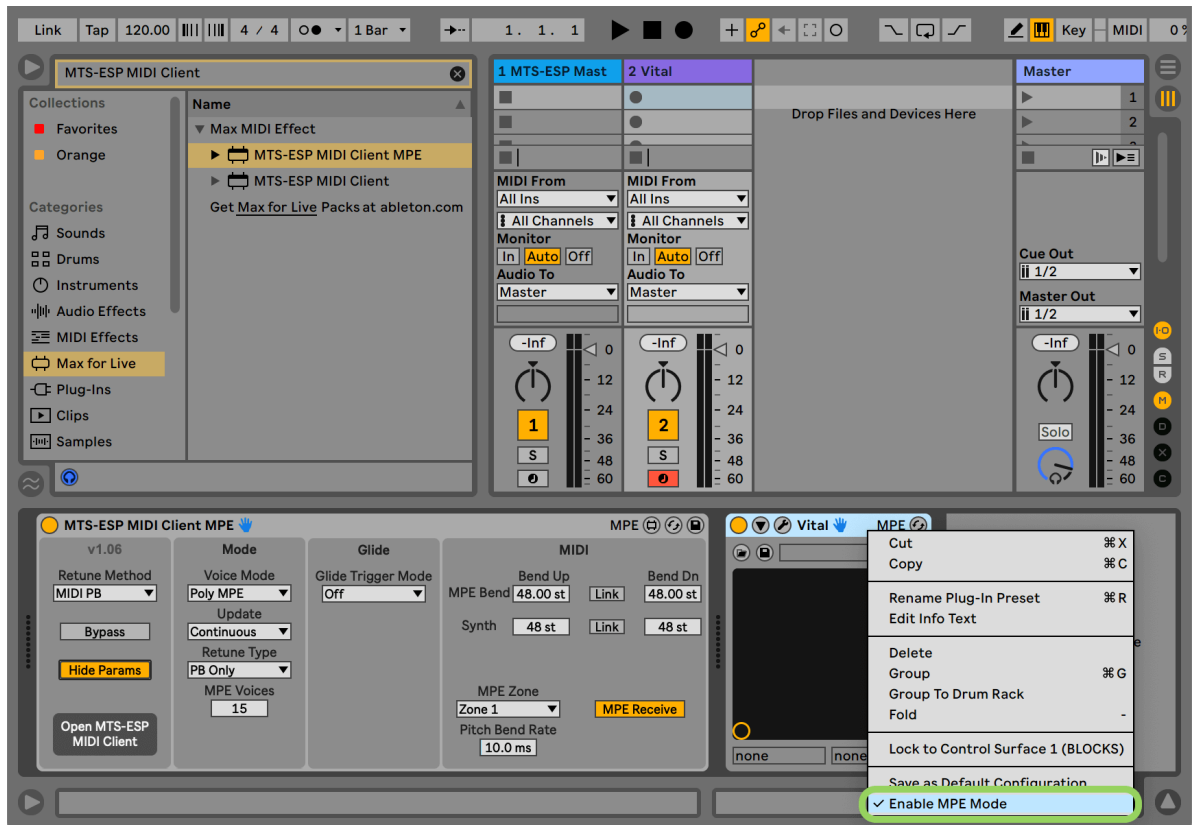 Link Tap 120.00 4 / 4 1 Bar 1. 1. 1 Key MIDI 0
MTS-ESP MIDI Client
Collections
Favorites
Orange
Categories
Sounds
Drums
Instruments
Audio Effects
MIDI Effects
Max for Live
Plug-Ins
Clips
Samples
Name
Max MIDI Effect
MTS-ESP MIDI Client MPE
MTS-ESP MIDI Client
Get Max for Live Packs at ableton.com
1 MTS-ESP Mast
MIDI From
All Ins
All Channels
Monitor
In Auto Off
Audio To
Master
-Inf
0
12
24
36
48
60
1
S
2 Vital
MIDI From
All Ins
All Channels
Monitor
In Auto Off
Audio To
Master
-Inf
0
12
24
36
48
60
2
S
Drop Files and Devices Here
Master
1
2
Cue Out
1/2
Master Out
1/2
-Inf
0
12
24
36
48
60
Solo
I·O
S
R
M
D
X
C
MTS-ESP MIDI Client MPE MPE
v1.06
Retune Method
MIDI PB
Bypass
Hide Params
Open MTS-ESP
MIDI Client
Mode
Voice Mode
Poly MPE
Update
Continuous
Retune Type
PB Only
MPE Voices
15
Glide
Glide Trigger Mode
Off
MIDI
Bend Up Bend Dn
MPE Bend 48.00 st Link 48.00 st
Synth 48 st Link 48 st
MPE Zone
Zone 1 MPE Receive
Pitch Bend Rate
10.0 ms
Vital MPE
none none
Cut ⌘X
Copy ⌘C
Rename Plug-In Preset ⌘R
Edit Info Text
Delete
Group ⌘G
Group To Drum Rack
Fold -
Lock to Control Surface 1 (BLOCKS)
Save as Default Configuration
✓ Enable MPE Mode